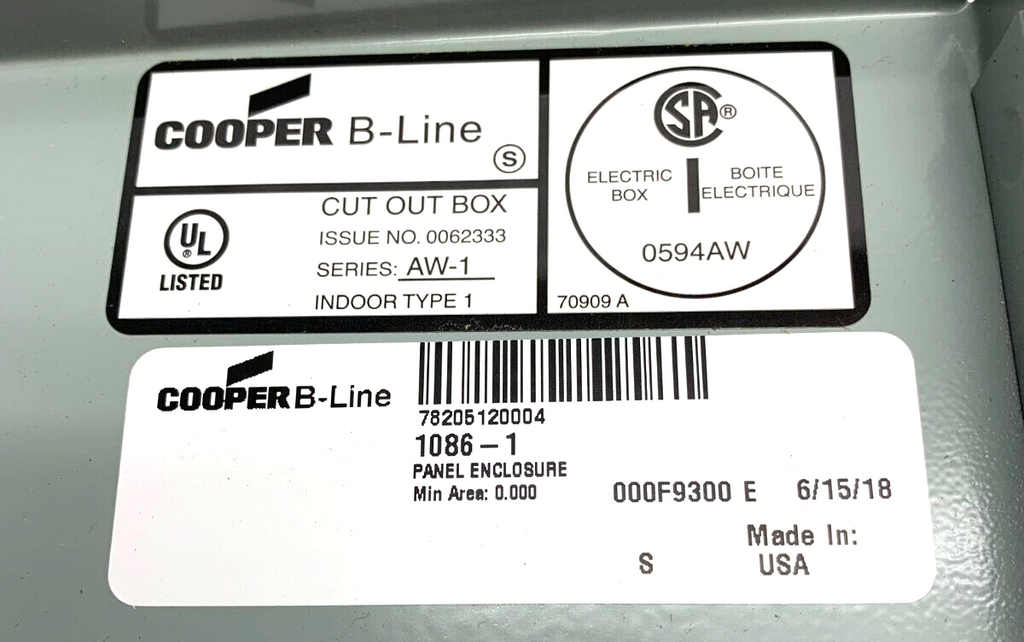 COOPER B-Line
S
UL
®
LISTED
CUT OUT BOX
ISSUE NO. 0062333
SERIES: AW-1
INDOOR TYPE 1
SA ®
ELECTRIC BOX
BOITE ELECTRIQUE
0594AW
70909 A
COOPER B-Line
78205120004
1086-1
PANEL ENCLOSURE
Min Area: 0.000
000F9300 E 6/15/18
Made In:
S USA